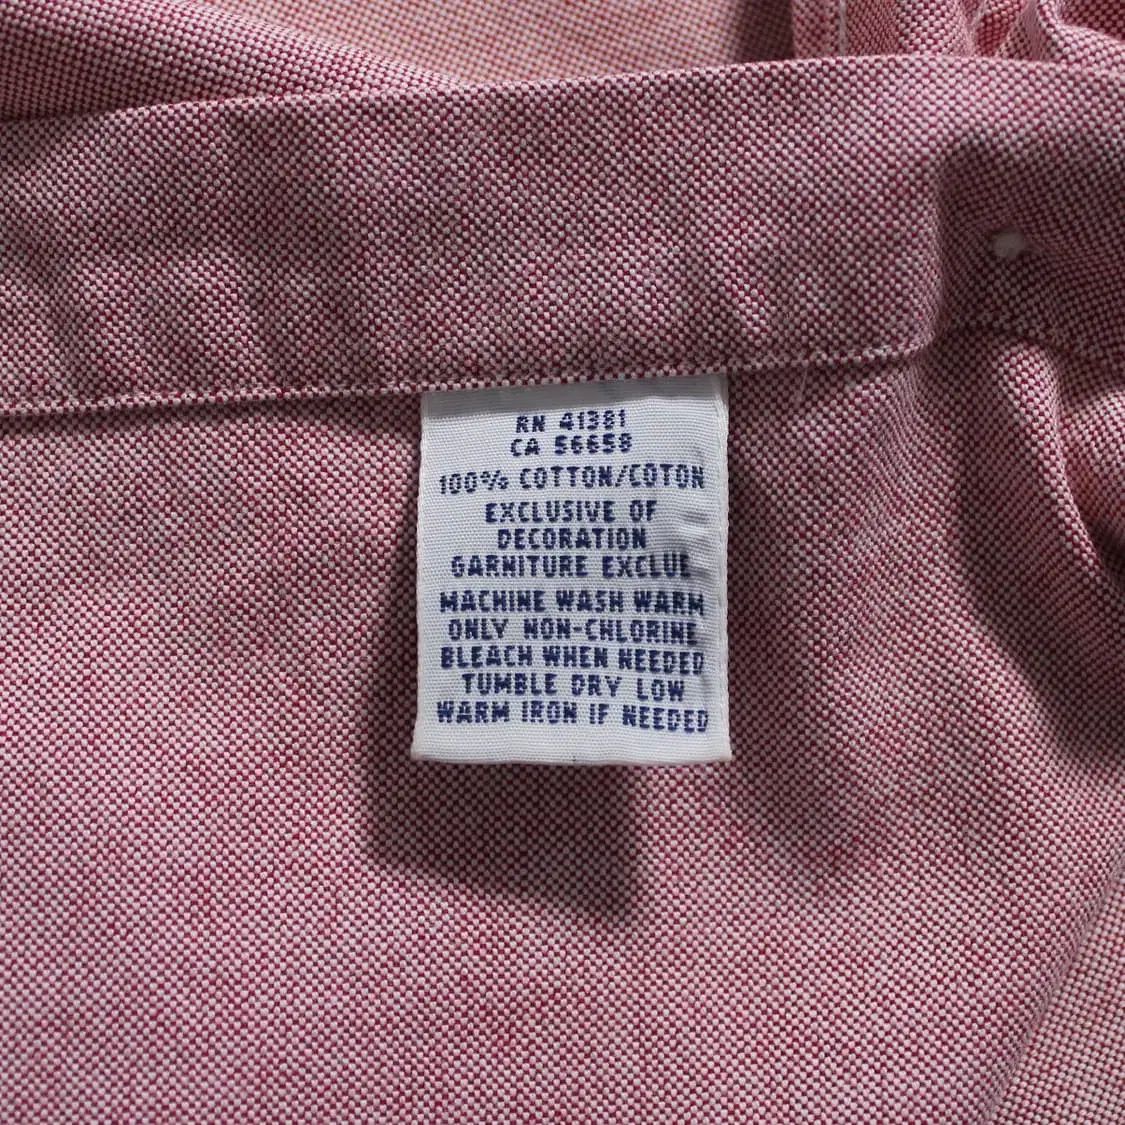 RN 41381
CA 56658
100% COTTON/COTON
EXCLUSIVE OF
DECORATION
GARNITURE EXCLUE
MACHINE WASH WARM
ONLY NON-CHLORINE
BLEACH WHEN NEEDED
TUMBLE DRY LOW
WARM IRON IF NEEDED